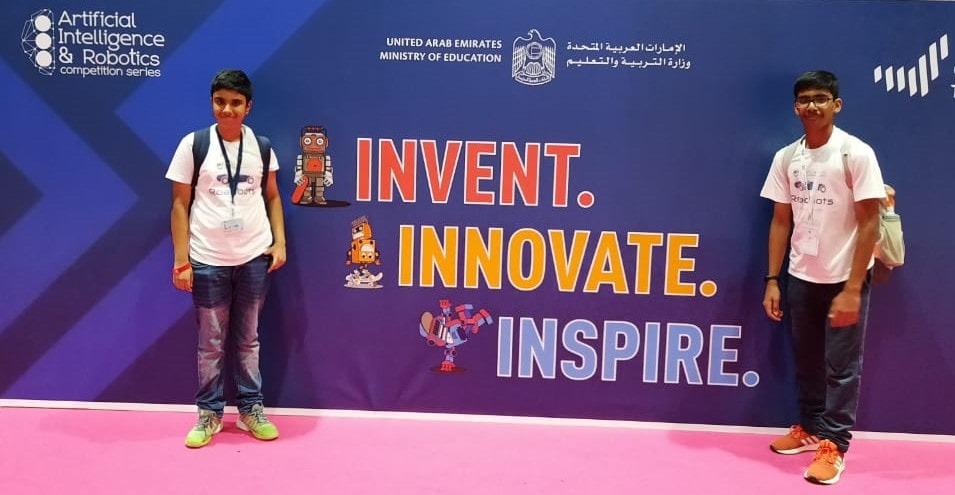 Artificial
Intelligence
& Robotics
competition series
UNITED ARAB EMIRATES
MINISTRY OF EDUCATION
الإمارات العربية المتحدة
وزارة التربية والتعليم
INVENT.
INNOVATE.
INSPIRE.